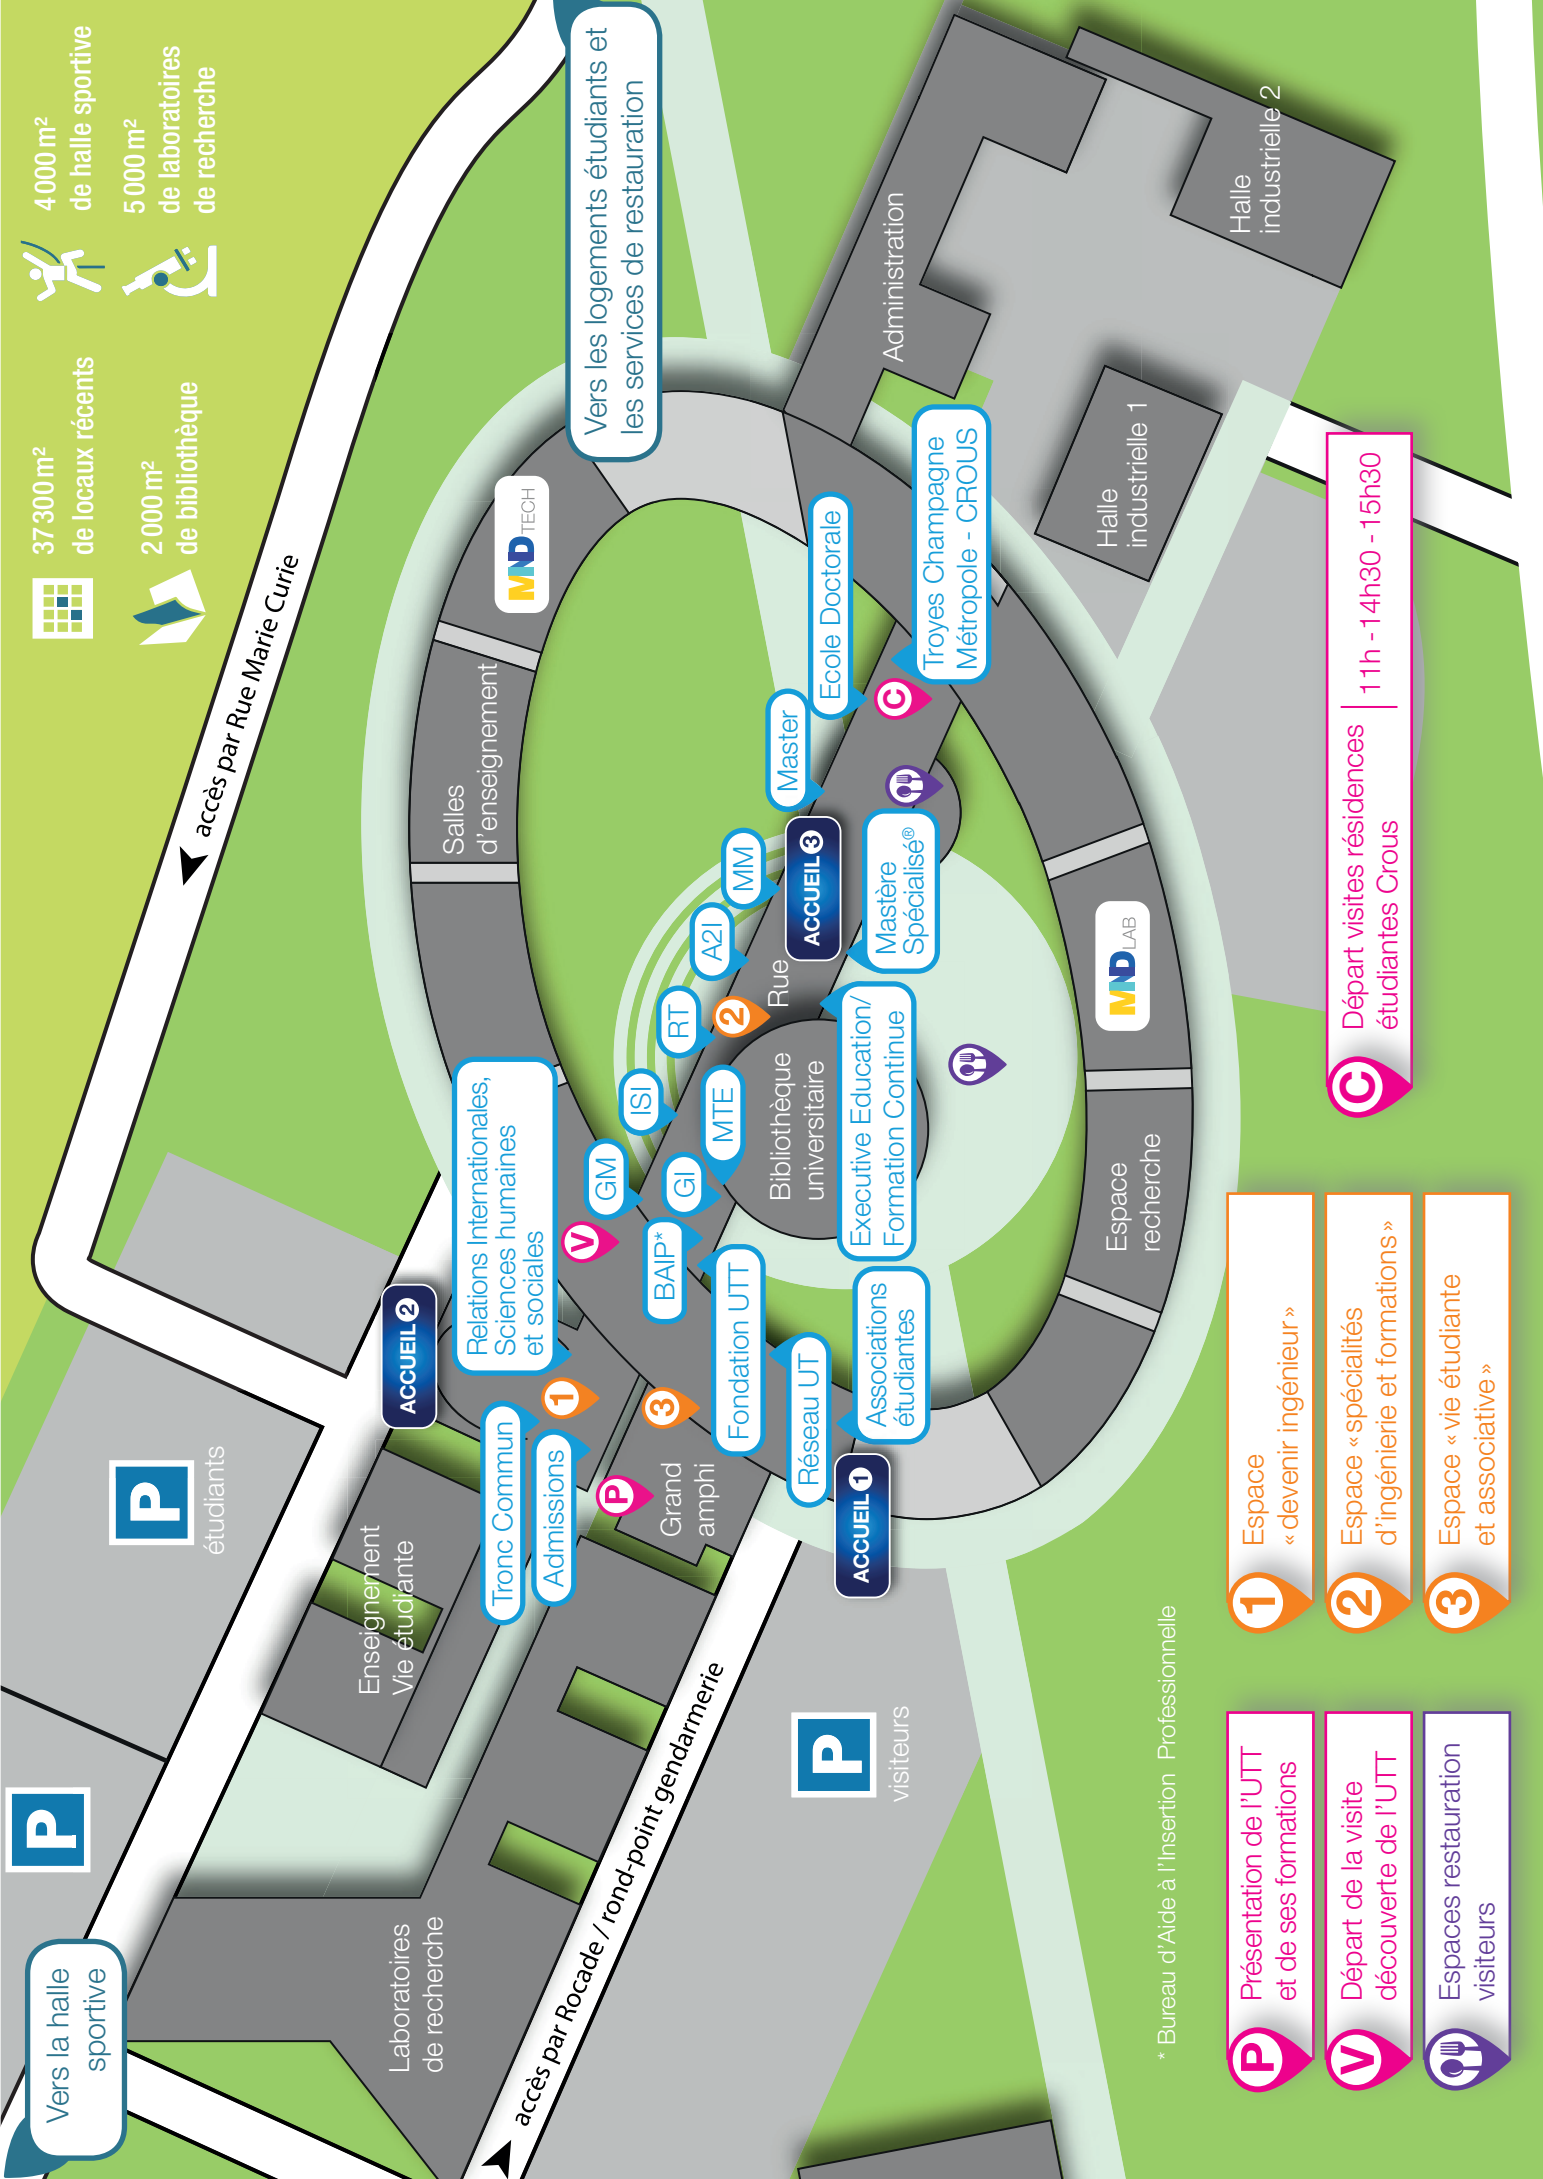 37 300 m²
de locaux récents
4 000 m²
de halle sportive
2 000 m²
de bibliothèque
5 000 m²
de laboratoires
de recherche
accès par Rue Marie Curie
Vers la halle
sportive
P
P
étudiants
Vers les logements étudiants et
les services de restauration
Laboratoires
de recherche
Enseignement
Vie étudiante
ACCUEIL 2
Relations Internationales,
Sciences humaines
et sociales
Salles
d'enseignement
MND TECH
Tronc Commun
Admissions
1
V
GM
ISI
RT
A2I
MM
Master
Ecole Doctorale
P
Grand
amphi
3
BAIP*
GI
MTE
2
Rue
ACCUEIL 3
C
Troyes Champagne
Métropole - CROUS
Administration
Fondation UTT
Réseau UT
Bibliothèque
universitaire
Mastère
Spécialisé®
Executive Education/
Formation Continue
Associations
étudiantes
ACCUEIL 1
accès par Rocade / rond-point gendarmerie
P
visiteurs
Espace
recherche
MND LAB
Halle
industrielle 1
Halle
industrielle 2
* Bureau d'Aide à l'Insertion Professionnelle
P
Présentation de l'UTT
et de ses formations
V
Départ de la visite
découverte de l'UTT
Espaces restauration
visiteurs
1
Espace
« devenir ingénieur »
2
Espace « spécialités
d'ingénierie et formations »
3
Espace « vie étudiante
et associative »
C
Départ visites résidences
étudiantes Crous
11h - 14h30 - 15h30